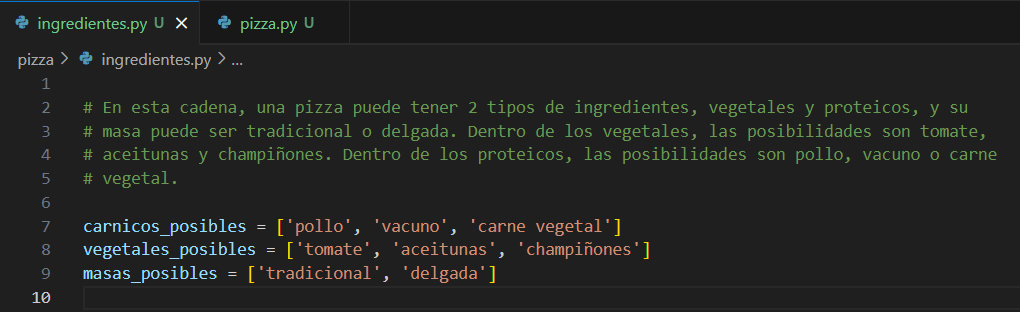 ingredientes.py U
pizza.py U
pizza > ingredientes.py > ...
1
2 # En esta cadena, una pizza puede tener 2 tipos de ingredientes, vegetales y proteicos, y su
3 # masa puede ser tradicional o delgada. Dentro de los vegetales, las posibilidades son tomate,
4 # aceitunas y champiñones. Dentro de los proteicos, las posibilidades son pollo, vacuno o carne
5 # vegetal.
6
7 carnicos_posibles = ['pollo', 'vacuno', 'carne vegetal']
8 vegetales_posibles = ['tomate', 'aceitunas', 'champiñones']
9 masas_posibles = ['tradicional', 'delgada']
10